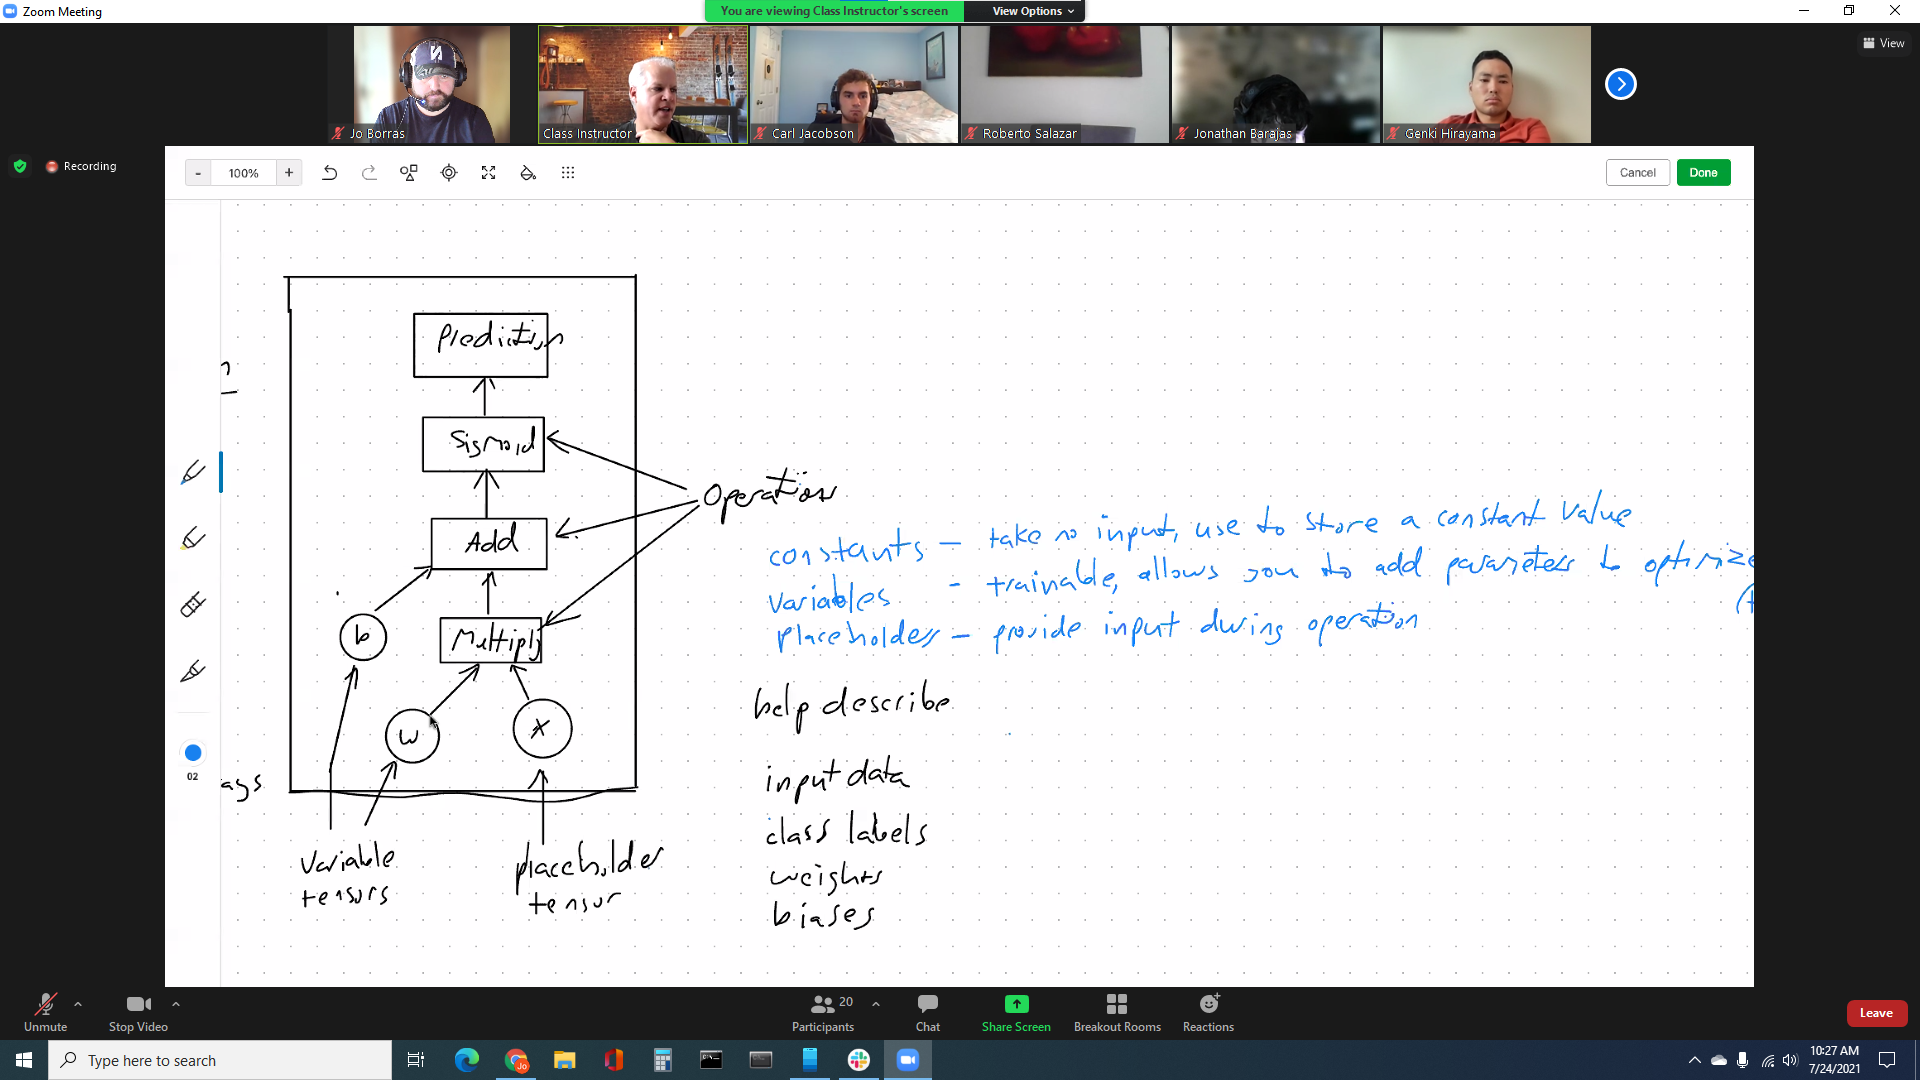 Zoom Meeting
You are viewing Class Instructor's screen
View Options
View
Jo Borras
Class Instructor
Carl Jacobson
Roberto Salazar
Jonathan Barajas
Genki Hirayama
Recording
-
100%
+
Cancel
Done
Prediction
Sigmoid
Operations
Add
constants – take no input, use to store a constant value
variables – trainable, allows you to add parameters to optimize
placeholders – provide input during operation
b
Multiply
help describe
W
X
input data
02
ays
class labels
variable
tensors
placeholder
tensor
weights
biases
Unmute
Stop Video
20
Participants
Chat
Share Screen
Breakout Rooms
Reactions
Leave
Type here to search
10:27 AM
7/24/2021